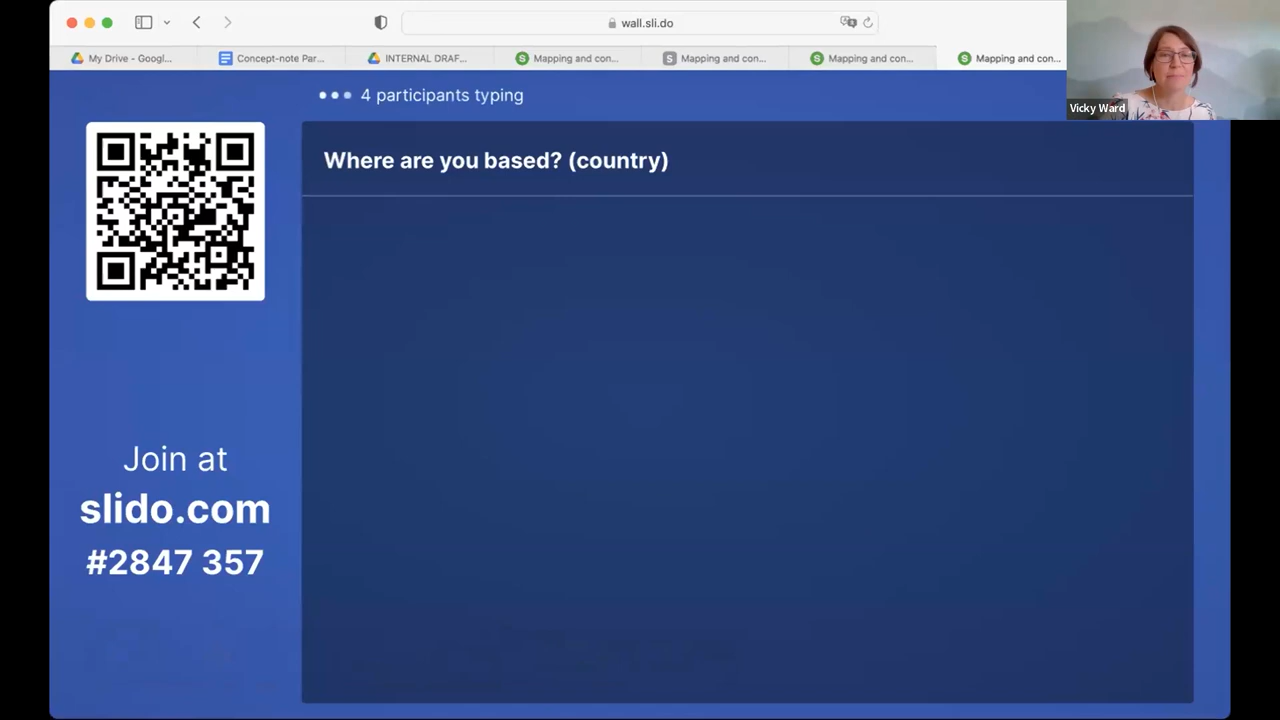 wall.sli.do
My Drive - Googl...
Concept-note Par...
INTERNAL DRAF...
Mapping and con...
Mapping and con...
Mapping and con...
Mapping and con...
Vicky Ward
4 participants typing
Where are you based? (country)
Join at
slido.com
#2847 357